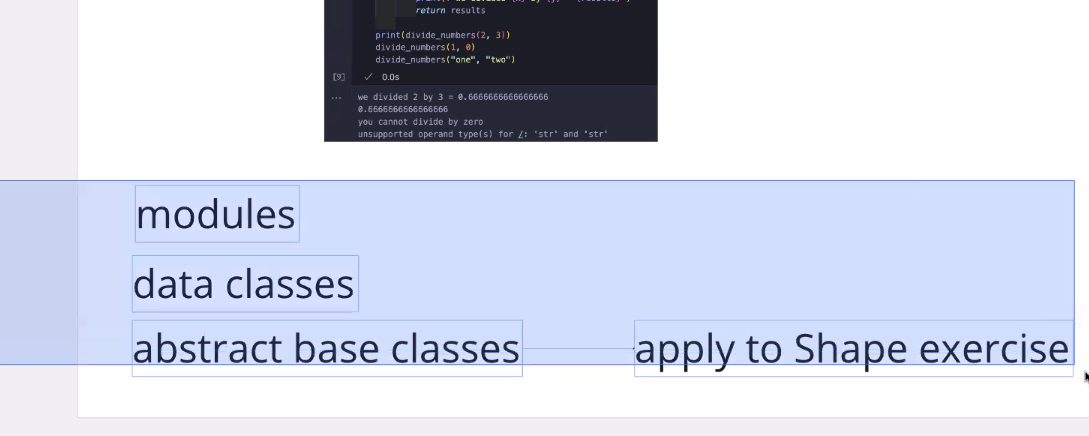 return results
print(divide_numbers(2, 3))
divide_numbers(1, 0)
divide_numbers("one", "two")
[9] ✓ 0.0s
... we divided 2 by 3 = 0.6666666666666666
0.6666666666666666
you cannot divide by zero
unsupported operand type(s) for /: 'str' and 'str'
modules
data classes
abstract base classes apply to Shape exercise